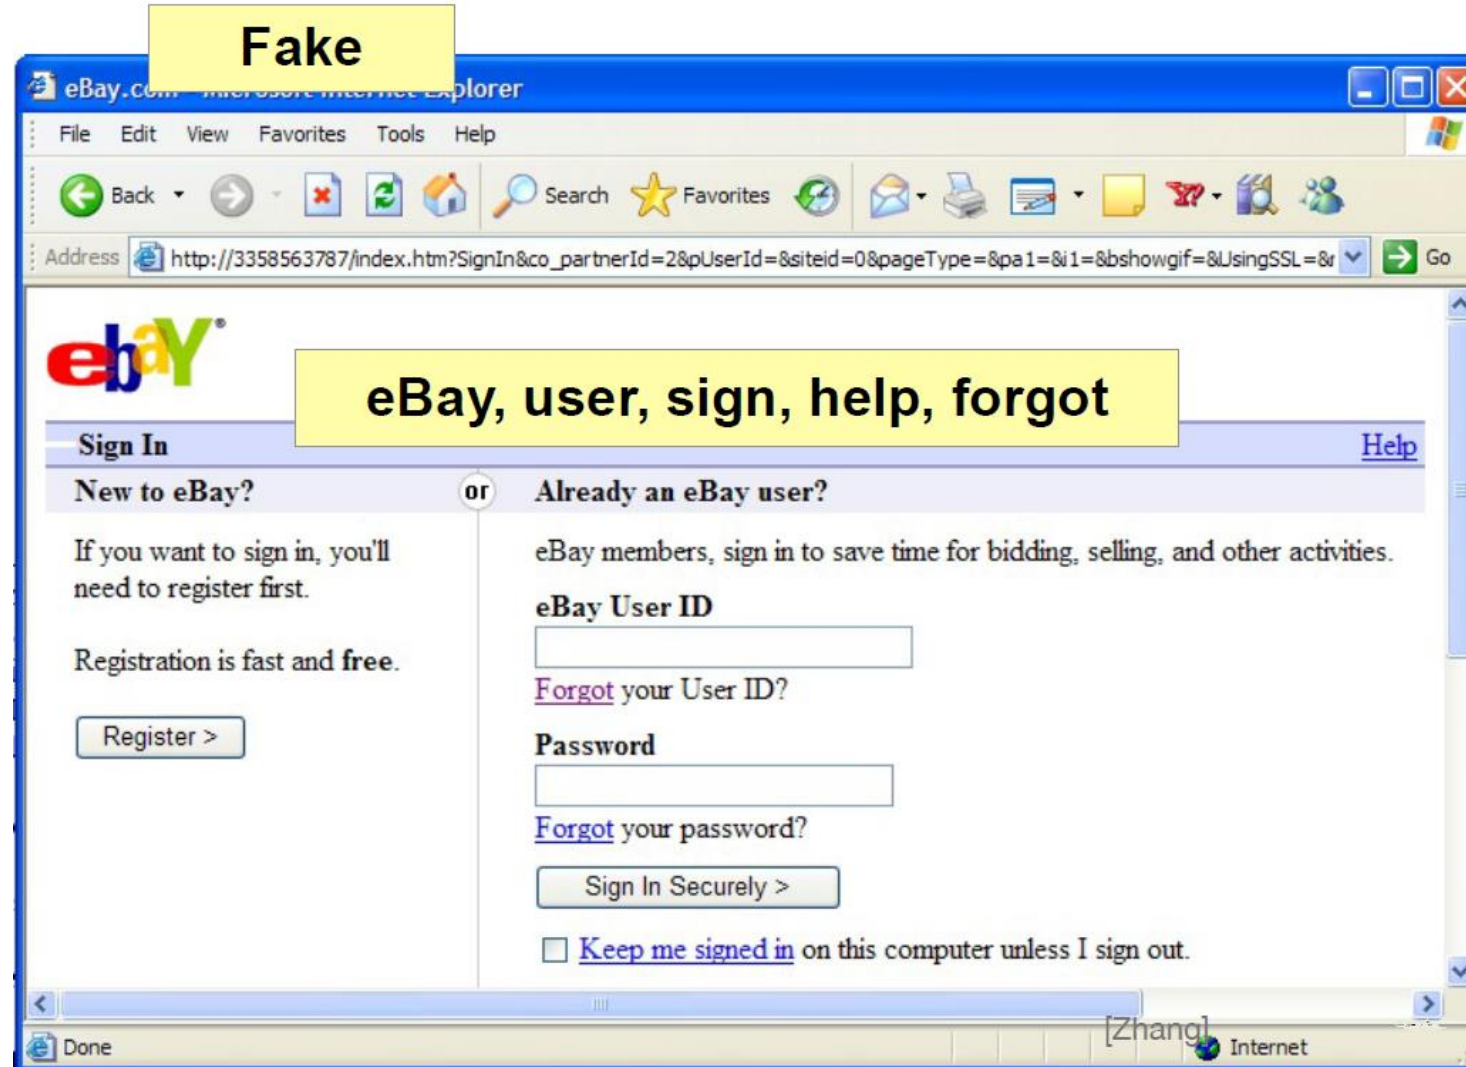 Fake
eBay.com - Microsoft Internet Explorer
File Edit View Favorites Tools Help
Back Search Favorites
Address http://3358563787/index.htm?SignIn&co_partnerId=2&pUserId=&siteid=0&pageType=&pa1=&i1=&bshowgif=&UsingSSL=&r Go
ebay®
eBay, user, sign, help, forgot
Sign In Help
New to eBay? or Already an eBay user?
If you want to sign in, you'll
need to register first.
Registration is fast and free.
Register >
eBay members, sign in to save time for bidding, selling, and other activities.
eBay User ID
Forgot your User ID?
Password
Forgot your password?
Sign In Securely >
Keep me signed in on this computer unless I sign out.
[Zhang]
Done Internet